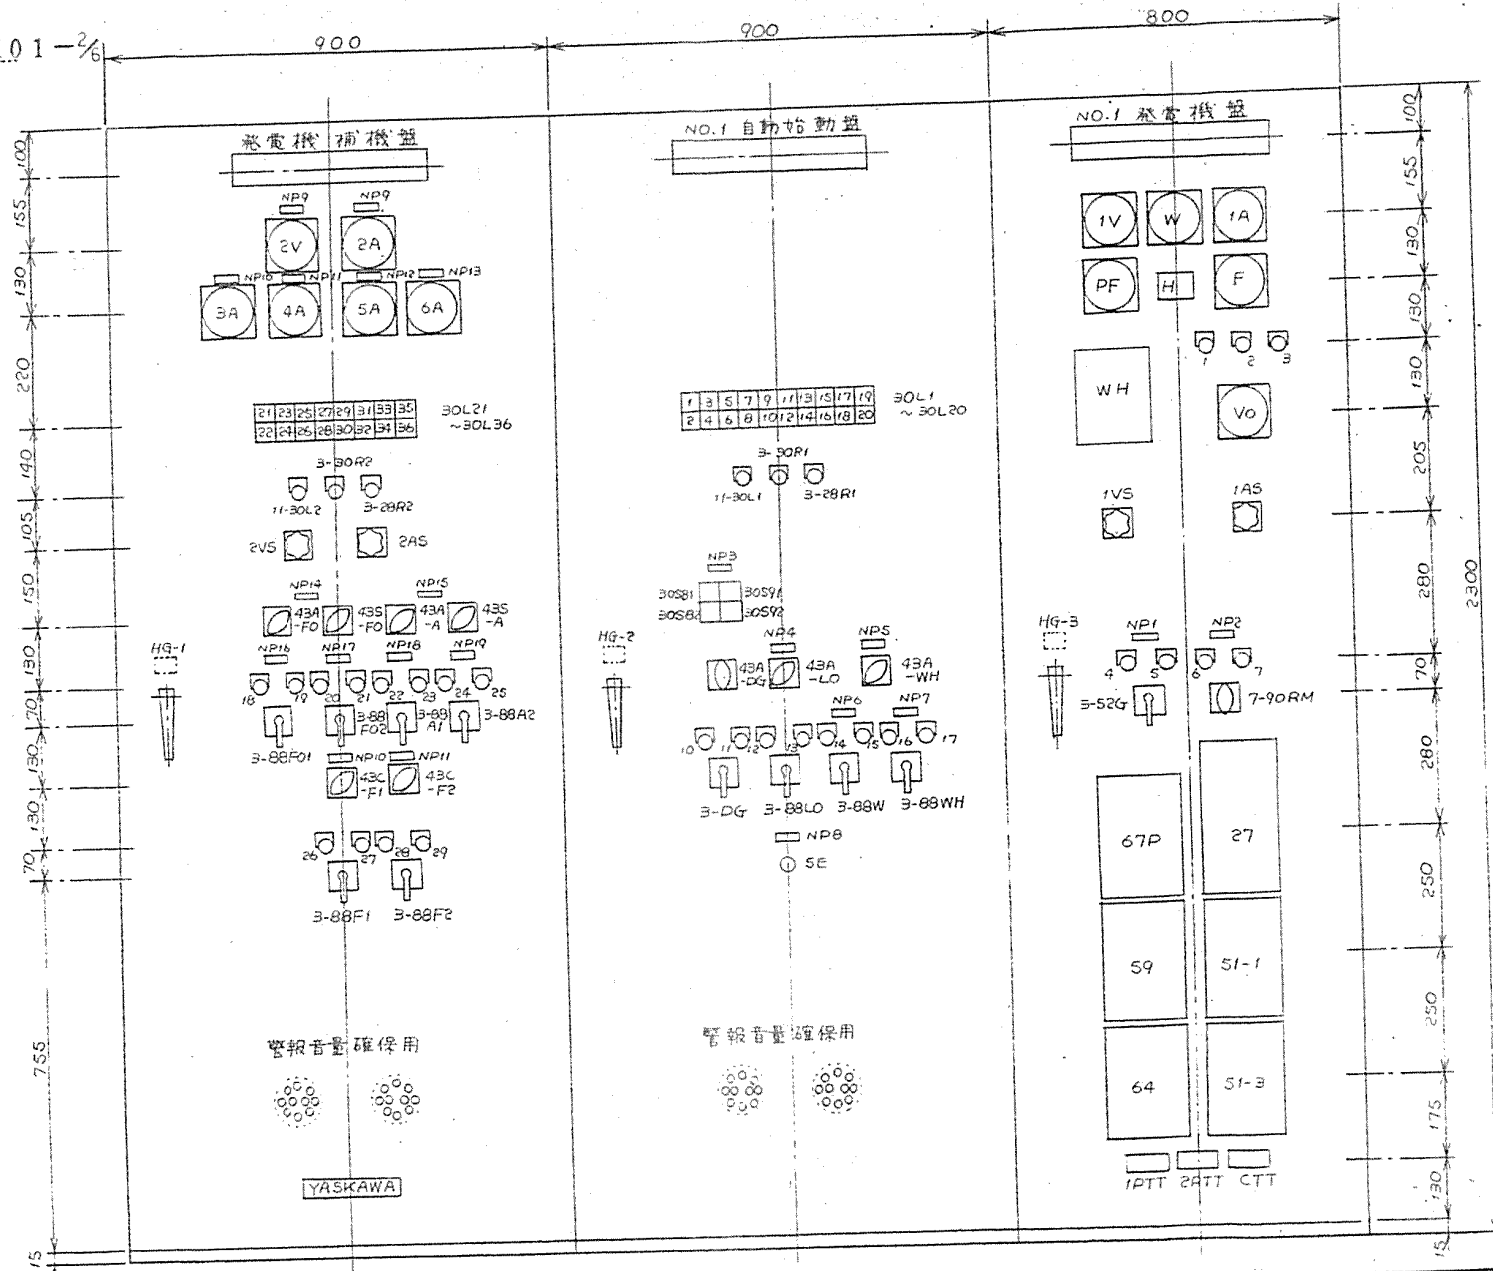 01-2/6
900
900
800
発電機補機盤
NO.1 自動始動盤
NO.1 発電機盤
100
155
130
220
140
105
150
130
70
130
130
70
755
15
NP9
NP9
2V
2A
NP10
NP11
NP12
NP13
3A
4A
5A
6A
21 23 25 27 29 31 33 35
22 24 26 28 30 32 34 36
30L21
~30L36
3-30R2
11-30L2
3-28R2
2VS
2AS
NP14
NP15
43A
-FO
43S
-FO
43A
-A
43S
-A
HG-1
NP16
NP17
NP18
NP19
18
19
20
21
22
23
24
25
3-88FO1
3-88
FO2
3-88
A1
3-88A2
NP10
NP11
43C
-F1
43C
-F2
26
27
28
29
3-88F1
3-88F2
警報音量確保用
YASKAWA
1 3 5 7 9 11 13 15 17 19
2 4 6 8 10 12 14 16 18 20
30L1
~30L20
3-30R1
11-30L1
3-28R1
NP3
30S81
30S91
30S82
30S92
HG-2
NP4
NP5
43A
-DG
43A
-LO
43A
-WH
NP6
NP7
10
11
12
13
14
15
16
17
3-DG
3-88LO
3-88W
3-88WH
NP8
5E
警報音量確保用
1V
W
1A
PF
H
F
1
2
3
WH
Vo
1VS
1AS
HG-3
NP1
NP2
4
5
6
7
3-52G
7-90RM
67P
27
59
51-1
64
51-3
1PTT
2PTT
CTT
100
155
130
130
130
205
280
70
280
250
250
175
130
15
2300